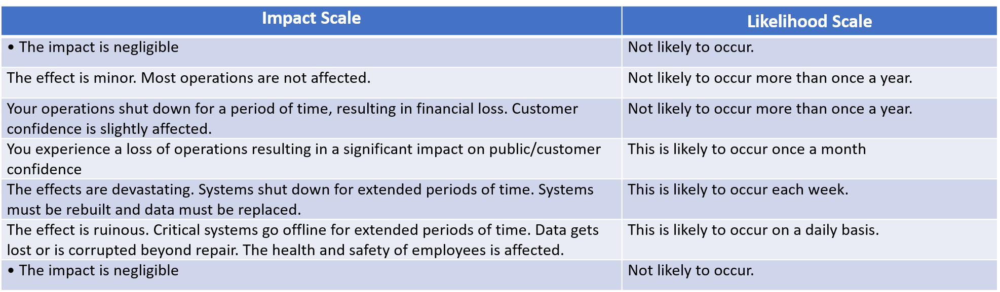 Impact Scale
Likelihood Scale
• The impact is negligible
Not likely to occur.
The effect is minor. Most operations are not affected.
Not likely to occur more than once a year.
Your operations shut down for a period of time, resulting in financial loss. Customer
confidence is slightly affected.
Not likely to occur more than once a year.
You experience a loss of operations resulting in a significant impact on public/customer
confidence
This is likely to occur once a month
The effects are devastating. Systems shut down for extended periods of time. Systems
must be rebuilt and data must be replaced.
This is likely to occur each week.
The effect is ruinous. Critical systems go offline for extended periods of time. Data gets
lost or is corrupted beyond repair. The health and safety of employees is affected.
This is likely to occur on a daily basis.
• The impact is negligible
Not likely to occur.